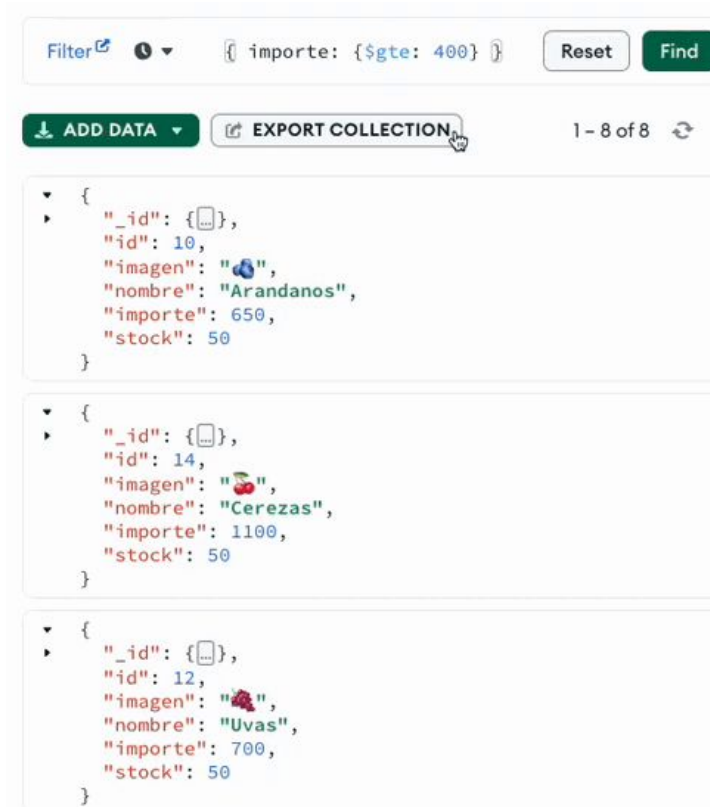 Filter { importe: {$gte: 400} } Reset Find
ADD DATA EXPORT COLLECTION 1 – 8 of 8
{
"_id": {...},
"id": 10,
"imagen": "🫐",
"nombre": "Arandanos",
"importe": 650,
"stock": 50
}
{
"_id": {...},
"id": 14,
"imagen": "🍒",
"nombre": "Cerezas",
"importe": 1100,
"stock": 50
}
{
"_id": {...},
"id": 12,
"imagen": "🍇",
"nombre": "Uvas",
"importe": 700,
"stock": 50
}